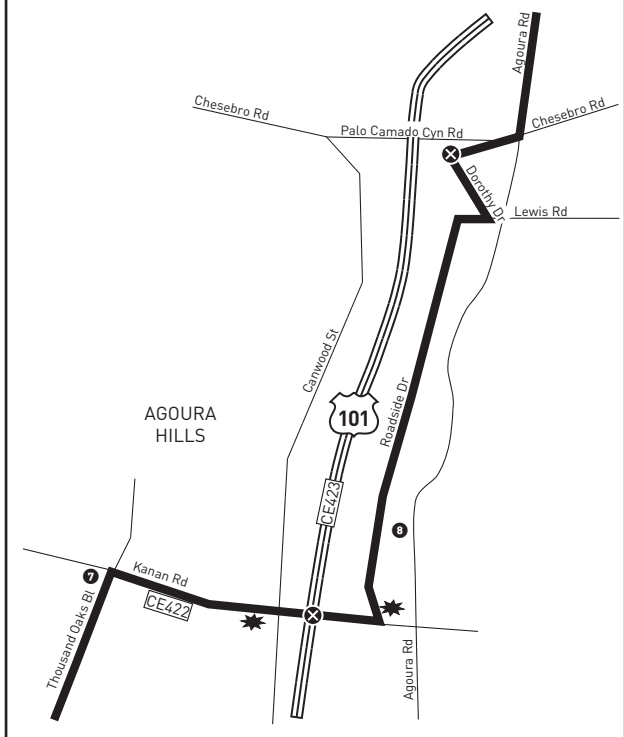 Agoura Rd
Chesebro Rd
Chesebro Rd
Palo Camado Cyn Rd
Dorothy Dr
Lewis Rd
Canwood St
101
Roadside Dr
AGOURA
HILLS
CE423
8
7
Kanan Rd
CE422
Thousand Oaks Bl
Agoura Rd